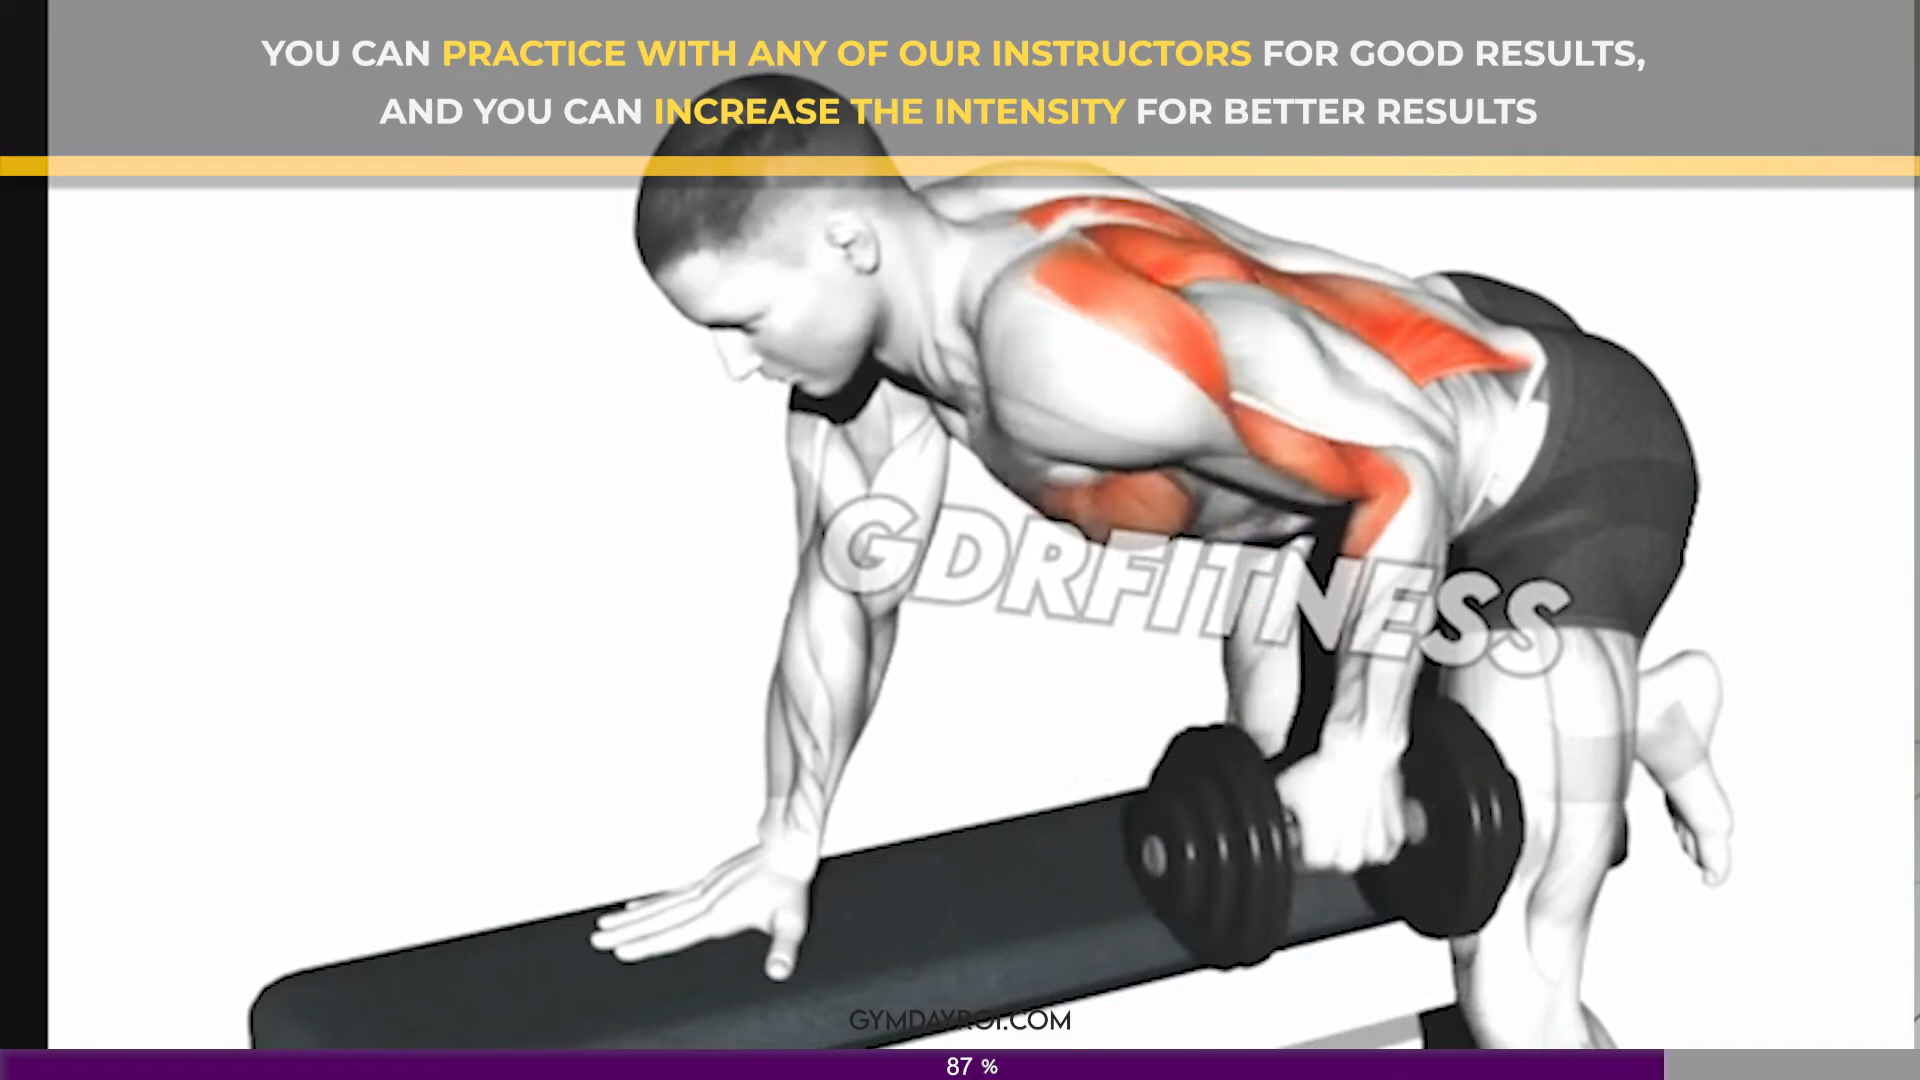 YOU CAN PRACTICE WITH ANY OF OUR INSTRUCTORS FOR GOOD RESULTS,
AND YOU CAN INCREASE THE INTENSITY FOR BETTER RESULTS
GDRFITNESS
GYMDAYROI.COM
87 %